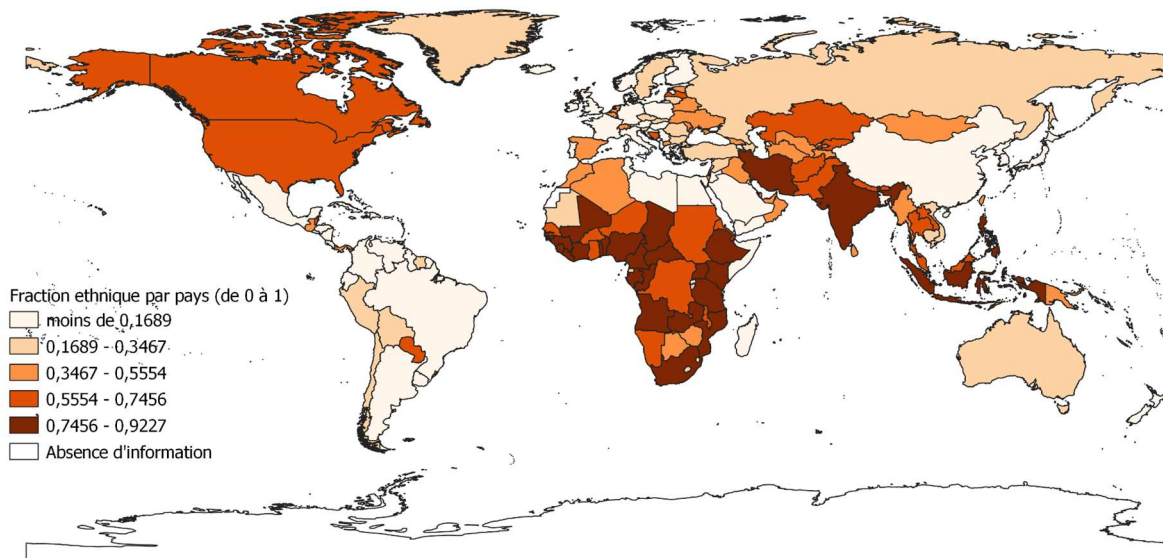 Fraction ethnique par pays (de 0 à 1)
moins de 0,1689
0,1689 - 0,3467
0,3467 - 0,5554
0,5554 - 0,7456
0,7456 - 0,9227
Absence d'information